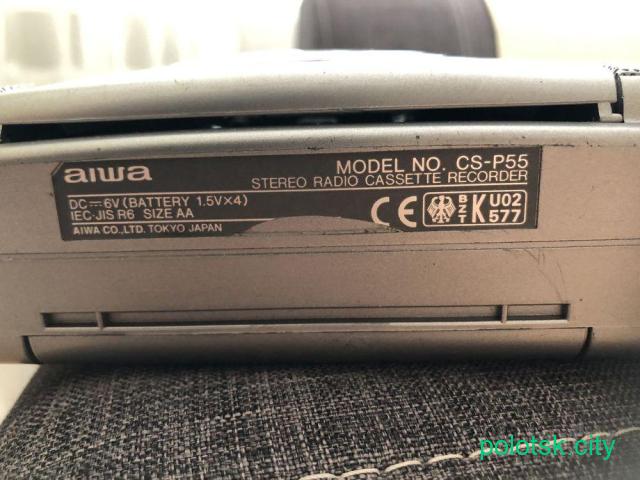 aiwa
MODEL NO. CS-P55
STEREO RADIO CASSETTE RECORDER
DC⎓6V (BATTERY 1.5V×4)
IEC·JIS R6 SIZE AA
AIWA CO.,LTD. TOKYO JAPAN
CE
BZT K U02 577
polotsk.city